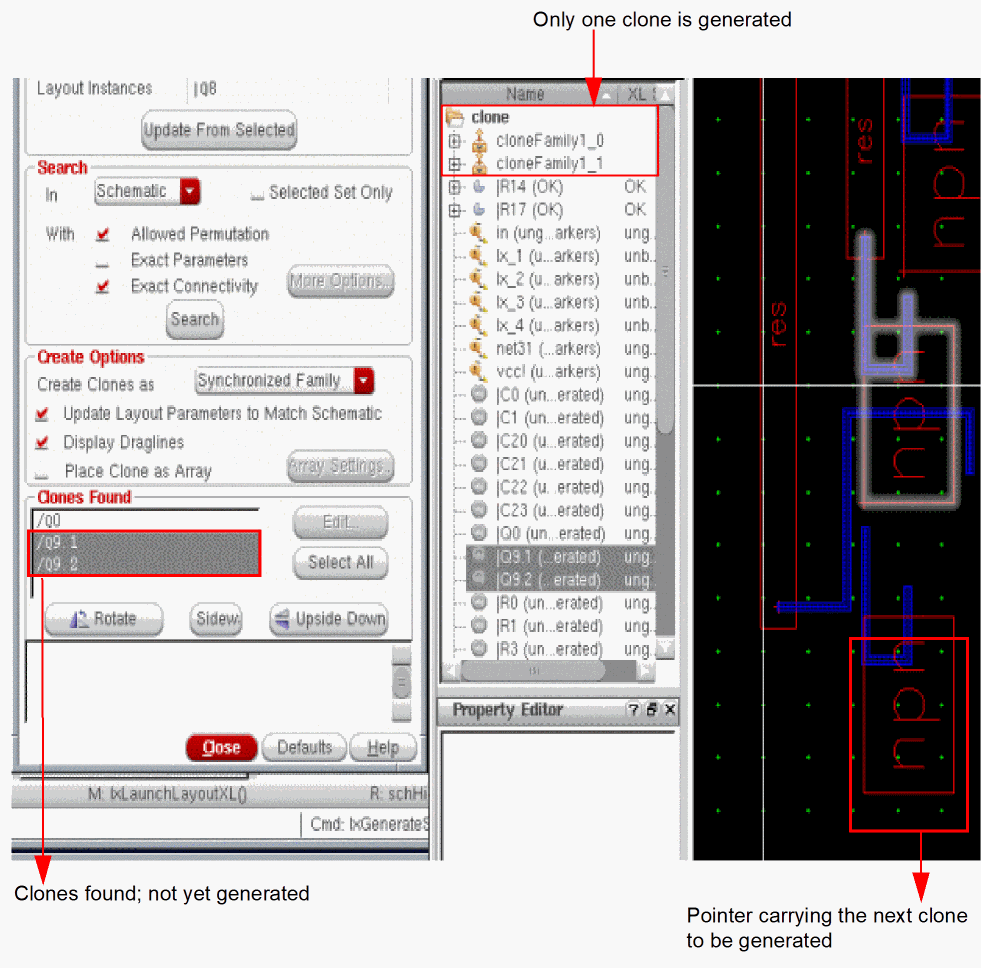 Only one clone is generated
Layout Instances |Q8
Update From Selected
Search
In Schematic Selected Set Only
With Allowed Permutation
Exact Parameters
Exact Connectivity More Options...
Search
Create Options
Create Clones as Synchronized Family
Update Layout Parameters to Match Schematic
Display Draglines
Place Clone as Array Array Settings...
Clones Found
/Q0
/Q9.1
/Q9.2
Edit...
Select All
Rotate Sidew Upside Down
Close Defaults Help
M: lxLaunchLayoutXL() R: schHi
Cmd: lxGenerateS
Clones found; not yet generated
Name XL S
clone
cloneFamily1_0
cloneFamily1_1
|R14 (OK) OK
|R17 (OK) OK
in (ung...arkers) ung..
lx_1 (u...arkers) unb..
lx_2 (u...arkers) unb..
lx_3 (u...arkers) unb..
lx_4 (u...arkers) unb..
net31 (...arkers) ung..
vcc! (u...arkers) ung..
|C0 (un...erated) ung..
|C1 (un...erated) ung..
|C20 (u...erated) ung..
|C21 (u...erated) ung..
|C22 (u...erated) ung..
|C23 (u...erated) ung..
|Q0 (un...erated) ung..
|Q9.1 (...erated) ung..
|Q9.2 (...erated) ung..
|R0 (un...erated) ung..
|R1 (un...erated) ung..
|R3 (un...erated) ung..
Property Editor
res
npn
res
npn
npn
Pointer carrying the next clone
to be generated